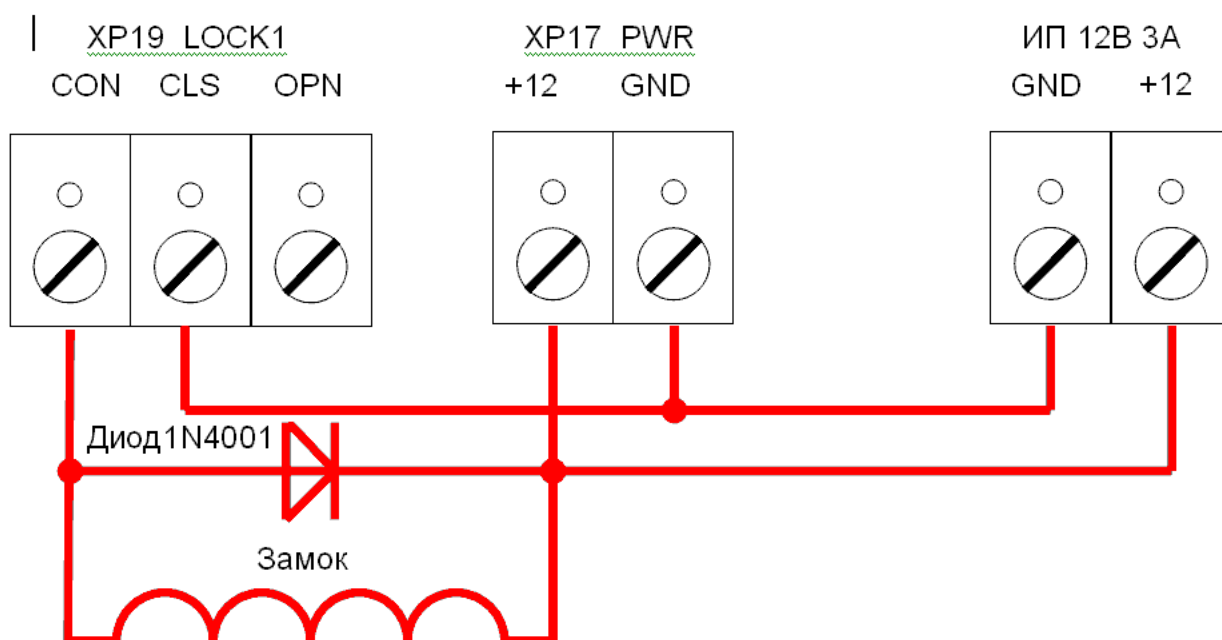 XP19 LOCK1 XP17 PWR ИП 12В 3А
CON CLS OPN +12 GND GND +12
Диод1N4001
Замок